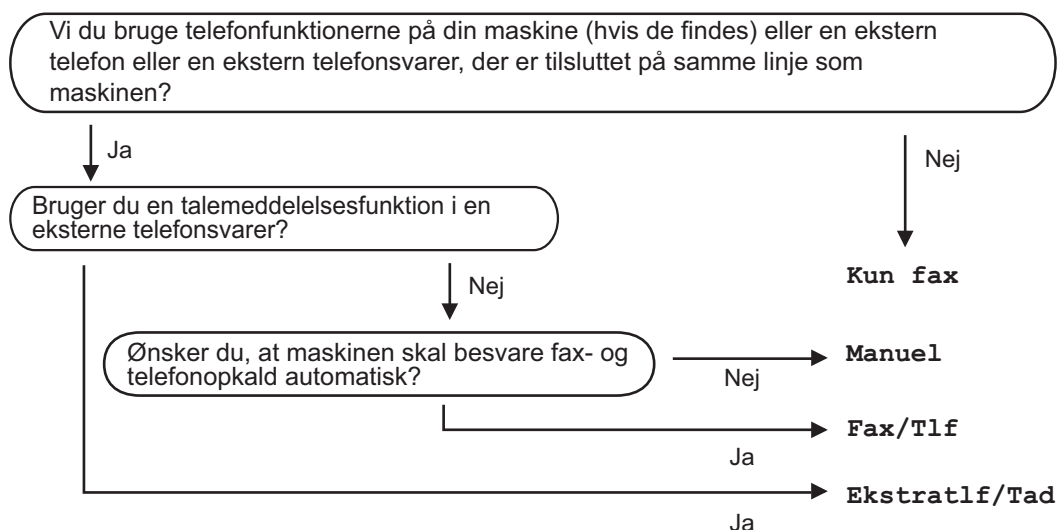 Vi du bruge telefonfunktionerne på din maskine (hvis de findes) eller en ekstern
telefon eller en ekstern telefonsvarer, der er tilsluttet på samme linje som
maskinen?
Ja
Nej
Bruger du en talemeddelelsesfunktion i en
eksterne telefonsvarer?
Kun fax
Nej
Ønsker du, at maskinen skal besvare fax- og
telefonopkald automatisk?
Nej
Manuel
Ja
Fax/Tlf
Ja
Ekstratlf/Tad